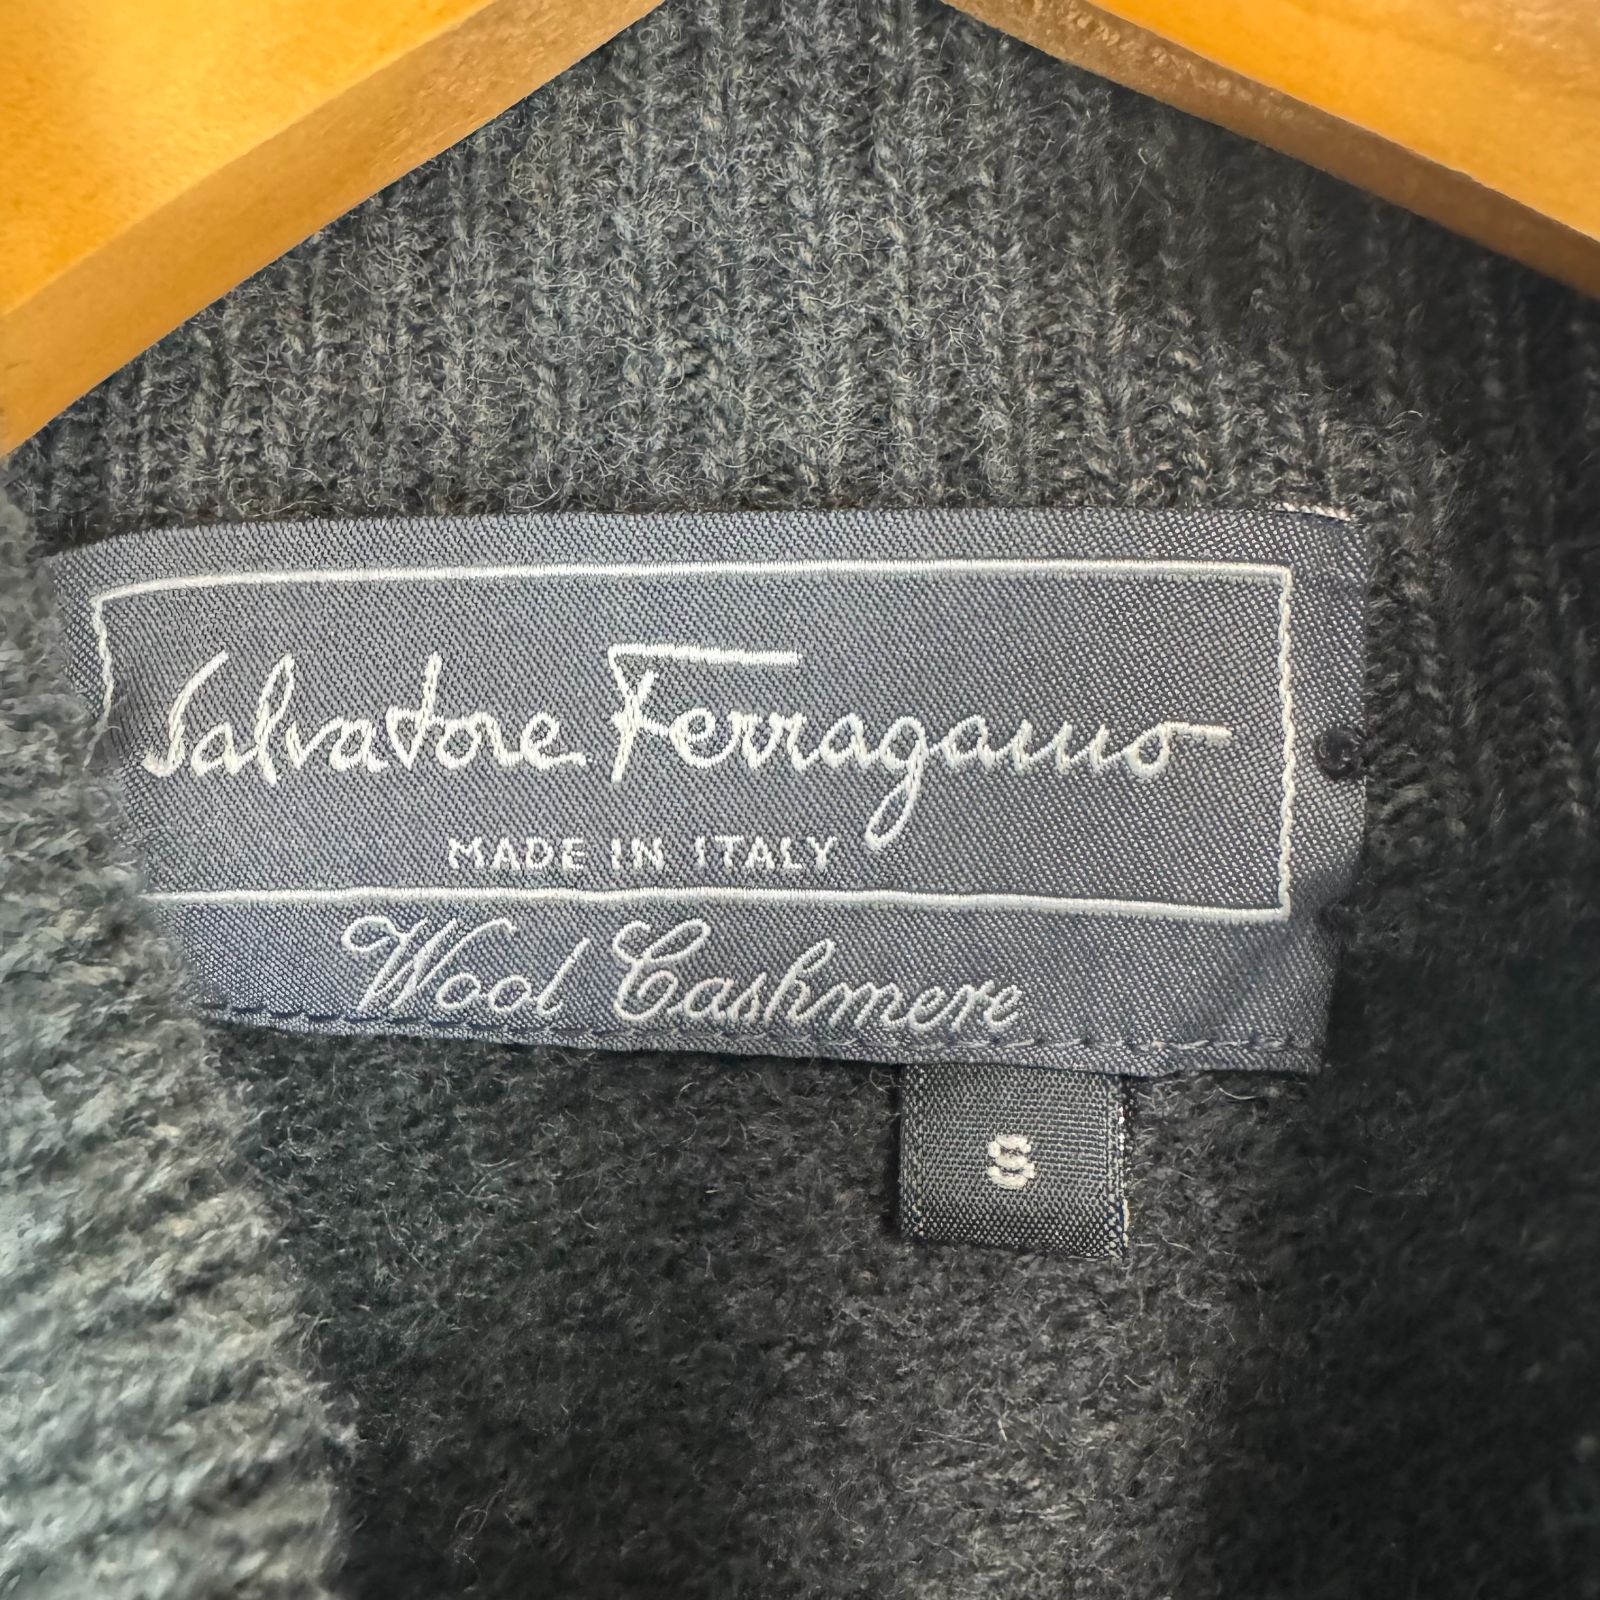 Salvatore Ferragamo
MADE IN ITALY
Wool Cashmere
S